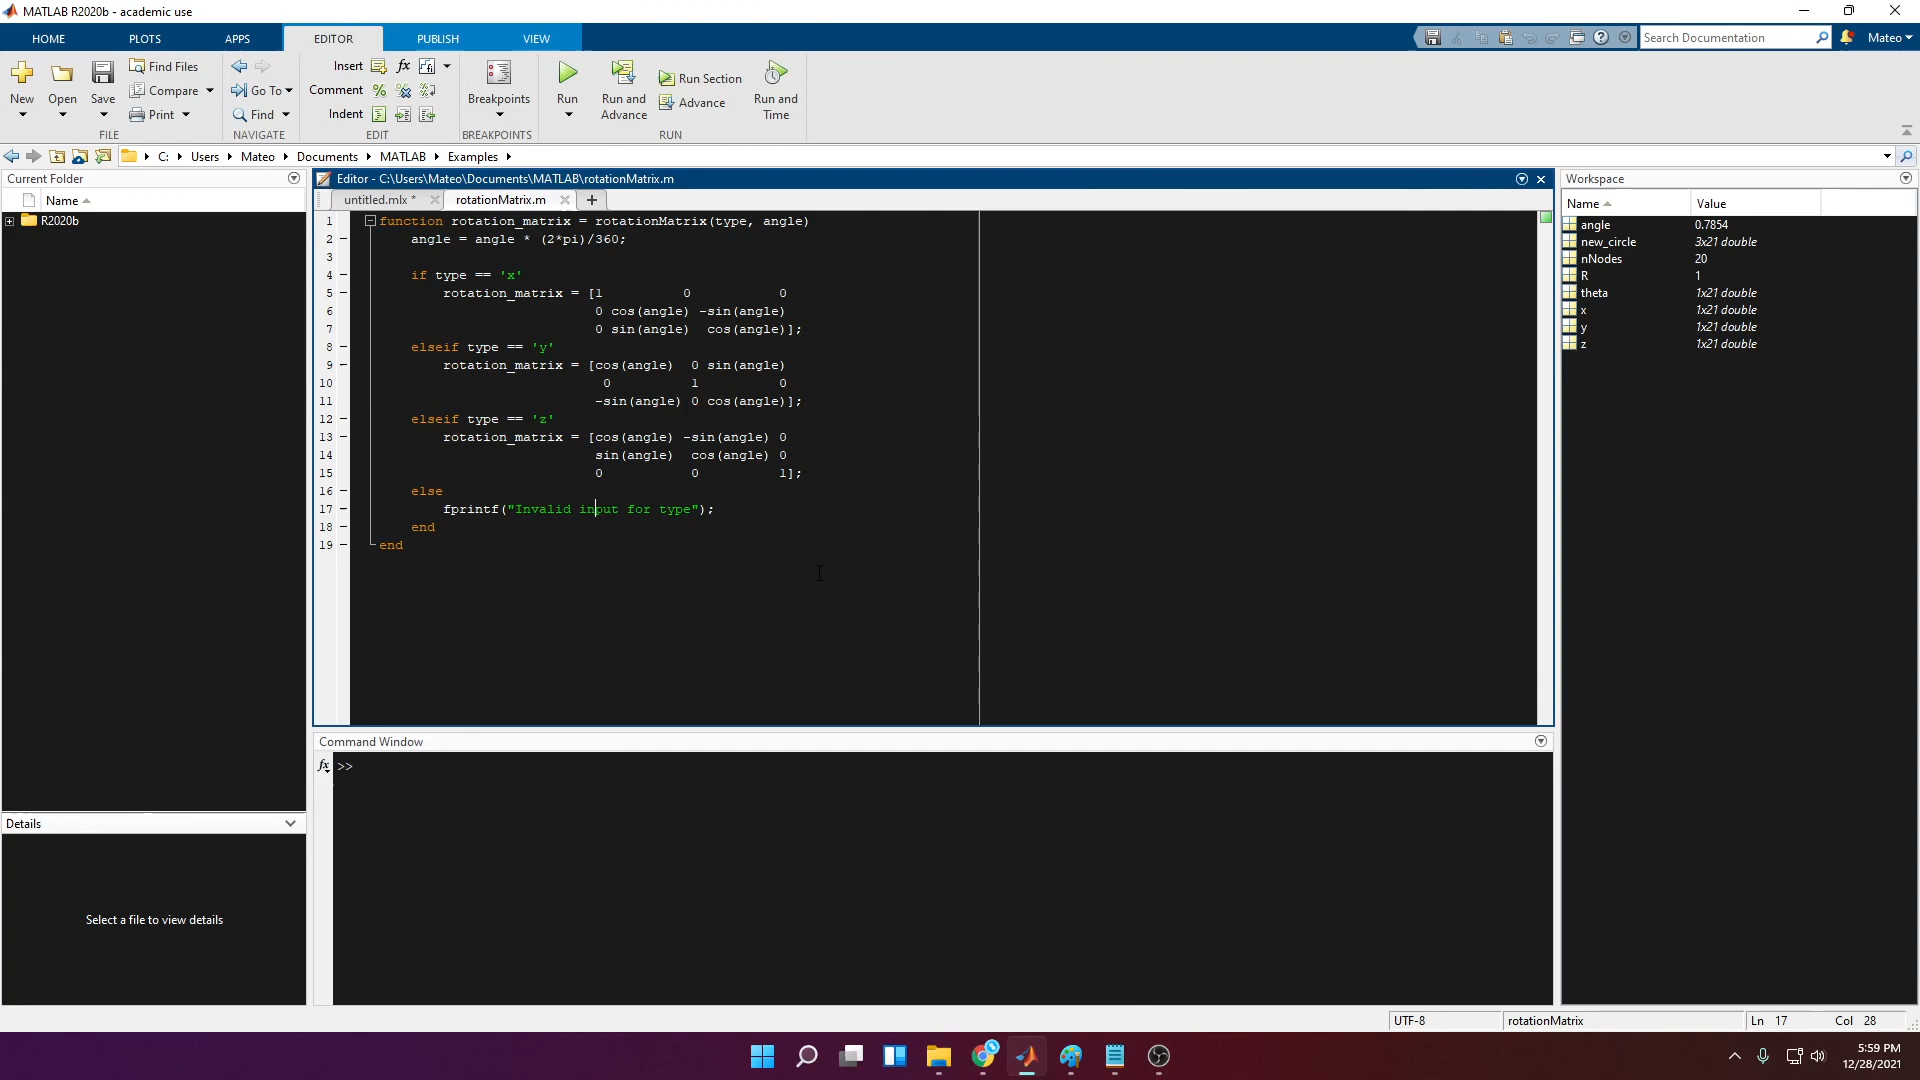 MATLAB R2020b - academic use
HOME PLOTS APPS EDITOR PUBLISH VIEW
Search Documentation
Mateo
New Open Save
Find Files
Compare
Print
FILE
Go To
Find
NAVIGATE
Insert fx
Comment % %
Indent
EDIT
Breakpoints
BREAKPOINTS
Run
Run and Advance
Run Section
Advance
Run and Time
RUN
C: Users Mateo Documents MATLAB Examples
Current Folder
Name
R2020b
Details
Select a file to view details
Editor - C:\Users\Mateo\Documents\MATLAB\rotationMatrix.m
untitled.mlx * rotationMatrix.m
1 function rotation_matrix = rotationMatrix(type, angle)
2 – angle = angle * (2*pi)/360;
3
4 – if type == 'x'
5 – rotation_matrix = [1 0 0
6 0 cos(angle) -sin(angle)
7 0 sin(angle) cos(angle)];
8 – elseif type == 'y'
9 – rotation_matrix = [cos(angle) 0 sin(angle)
10 0 1 0
11 -sin(angle) 0 cos(angle)];
12 – elseif type == 'z'
13 – rotation_matrix = [cos(angle) -sin(angle) 0
14 sin(angle) cos(angle) 0
15 0 0 1];
16 – else
17 – fprintf("Invalid input for type");
18 – end
19 – end
Command Window
fx >>
Workspace
Name Value
angle 0.7854
new_circle 3x21 double
nNodes 20
R 1
theta 1x21 double
x 1x21 double
y 1x21 double
z 1x21 double
UTF-8 rotationMatrix Ln 17 Col 28
5:59 PM
12/28/2021